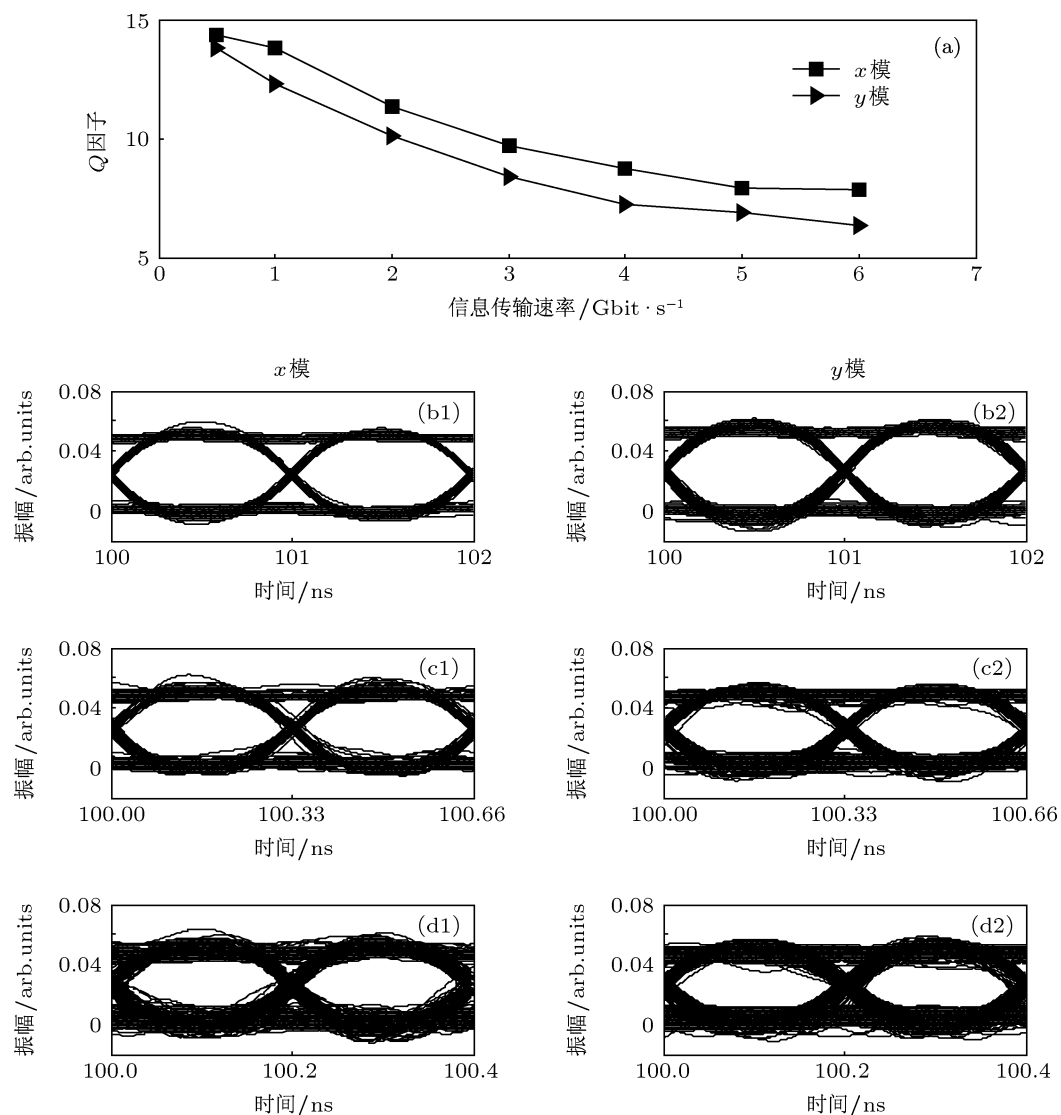 15
(a)
x模
y模
10
Q因子
5
0 1 2 3 4 5 6 7
信息传输速率/Gbit·s⁻¹
x模 y模
0.08 (b1) 0.08 (b2)
0.04 0.04
振幅/arb.units 振幅/arb.units
0 0
100 101 102 100 101 102
时间/ns 时间/ns
0.08 (c1) 0.08 (c2)
0.04 0.04
振幅/arb.units 振幅/arb.units
0 0
100.00 100.33 100.66 100.00 100.33 100.66
时间/ns 时间/ns
0.08 (d1) 0.08 (d2)
0.04 0.04
振幅/arb.units 振幅/arb.units
0 0
100.0 100.2 100.4 100.0 100.2 100.4
时间/ns 时间/ns